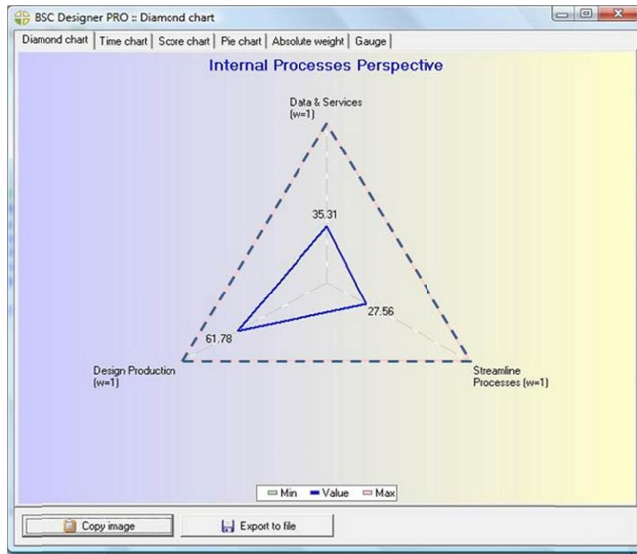 BSC Designer PRO :: Diamond chart
Diamond chart Time chart Score chart Pie chart Absolute weight Gauge
Internal Processes Perspective
Data & Services
(w=1)
35.31
27.56
61.78
Design Production
(w=1)
Streamline
Processes (w=1)
Min Value Max
Copy image Export to file